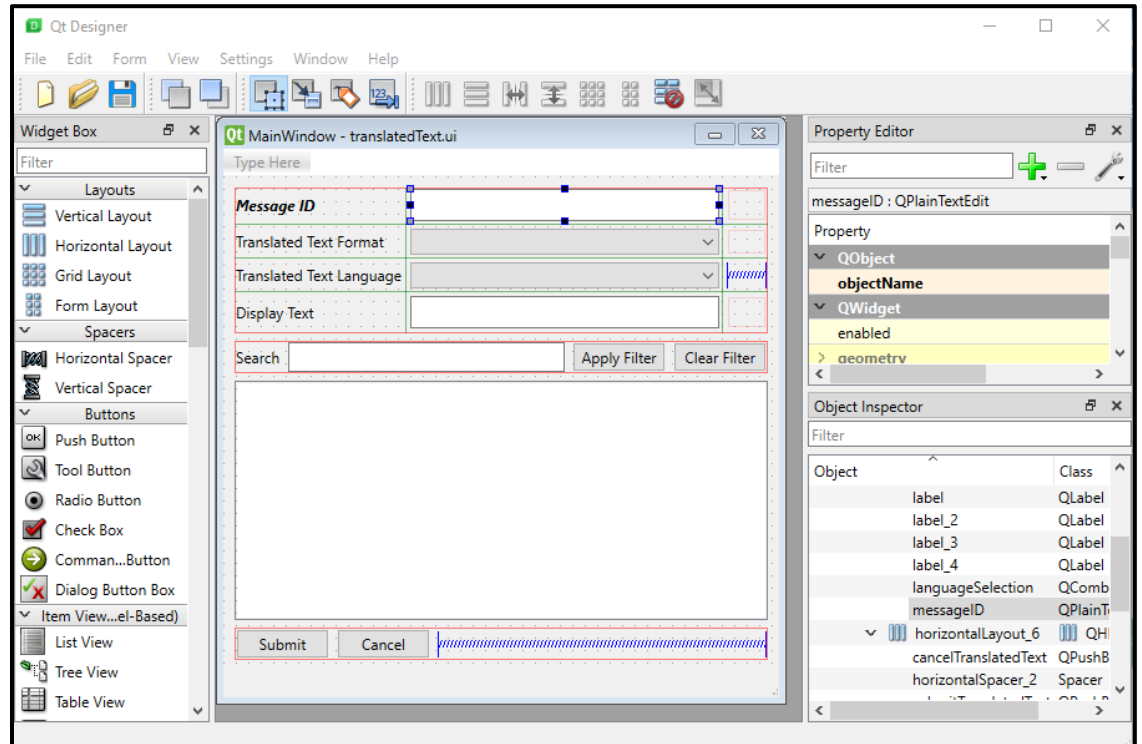 Qt Designer
File Edit Form View Settings Window Help
123
Widget Box
Filter
Layouts
Vertical Layout
Horizontal Layout
Grid Layout
Form Layout
Spacers
Horizontal Spacer
Vertical Spacer
Buttons
OK Push Button
Tool Button
Radio Button
Check Box
Comman...Button
Dialog Button Box
Item View...el-Based)
List View
Tree View
Table View
Qt MainWindow - translatedText.ui
Type Here
Message ID
Translated Text Format
Translated Text Language
Display Text
Search Apply Filter Clear Filter
Submit Cancel
Property Editor
Filter
messageID : QPlainTextEdit
Property
QObject
objectName
QWidget
enabled
geometry
Object Inspector
Filter
Object Class
label QLabel
label_2 QLabel
label_3 QLabel
label_4 QLabel
languageSelection QComb
messageID QPlainT
horizontalLayout_6 QH
cancelTranslatedText QPushB
horizontalSpacer_2 Spacer